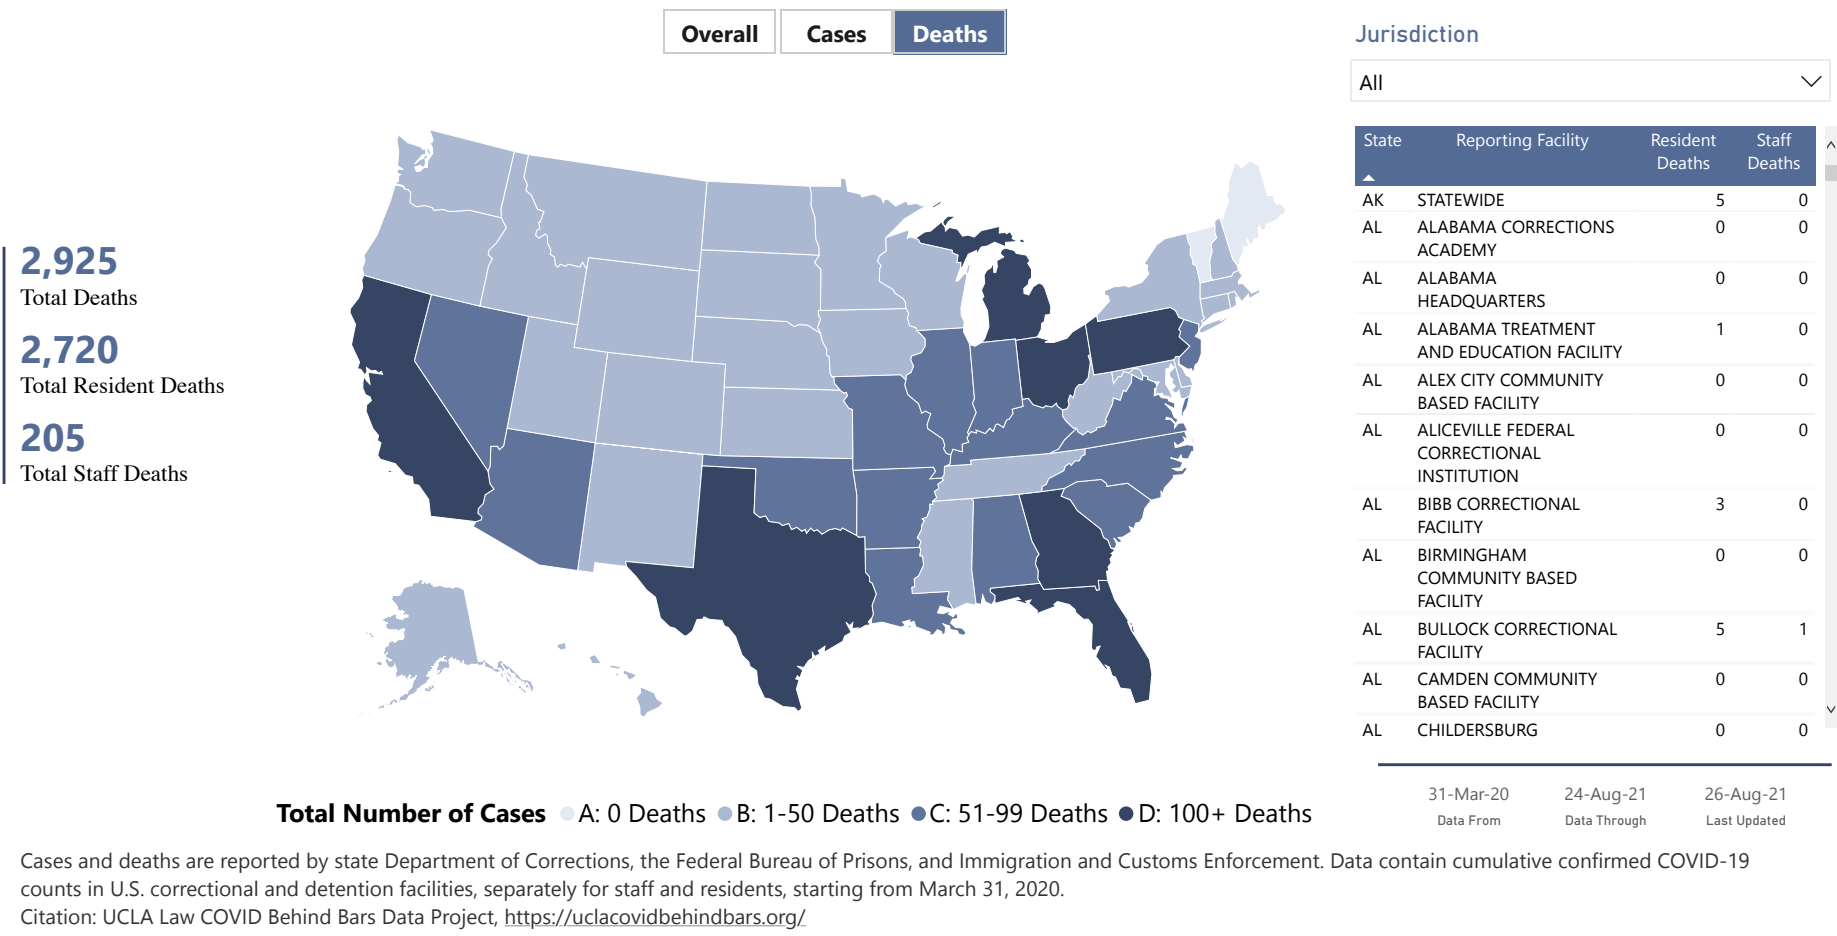 Overall Cases Deaths
Jurisdiction
All
2,925
Total Deaths
2,720
Total Resident Deaths
205
Total Staff Deaths
State Reporting Facility Resident Deaths Staff Deaths
AK STATEWIDE 5 0
AL ALABAMA CORRECTIONS 0 0
ACADEMY
AL ALABAMA 0 0
HEADQUARTERS
AL ALABAMA TREATMENT 1 0
AND EDUCATION FACILITY
AL ALEX CITY COMMUNITY 0 0
BASED FACILITY
AL ALICEVILLE FEDERAL 0 0
CORRECTIONAL
INSTITUTION
AL BIBB CORRECTIONAL 3 0
FACILITY
AL BIRMINGHAM 0 0
COMMUNITY BASED
FACILITY
AL BULLOCK CORRECTIONAL 5 1
FACILITY
AL CAMDEN COMMUNITY 0 0
BASED FACILITY
AL CHILDERSBURG 0 0
31-Mar-20 24-Aug-21 26-Aug-21
Data From Data Through Last Updated
Total Number of Cases A: 0 Deaths B: 1-50 Deaths C: 51-99 Deaths D: 100+ Deaths
Cases and deaths are reported by state Department of Corrections, the Federal Bureau of Prisons, and Immigration and Customs Enforcement. Data contain cumulative confirmed COVID-19
counts in U.S. correctional and detention facilities, separately for staff and residents, starting from March 31, 2020.
Citation: UCLA Law COVID Behind Bars Data Project, https://uclacovidbehindbars.org/